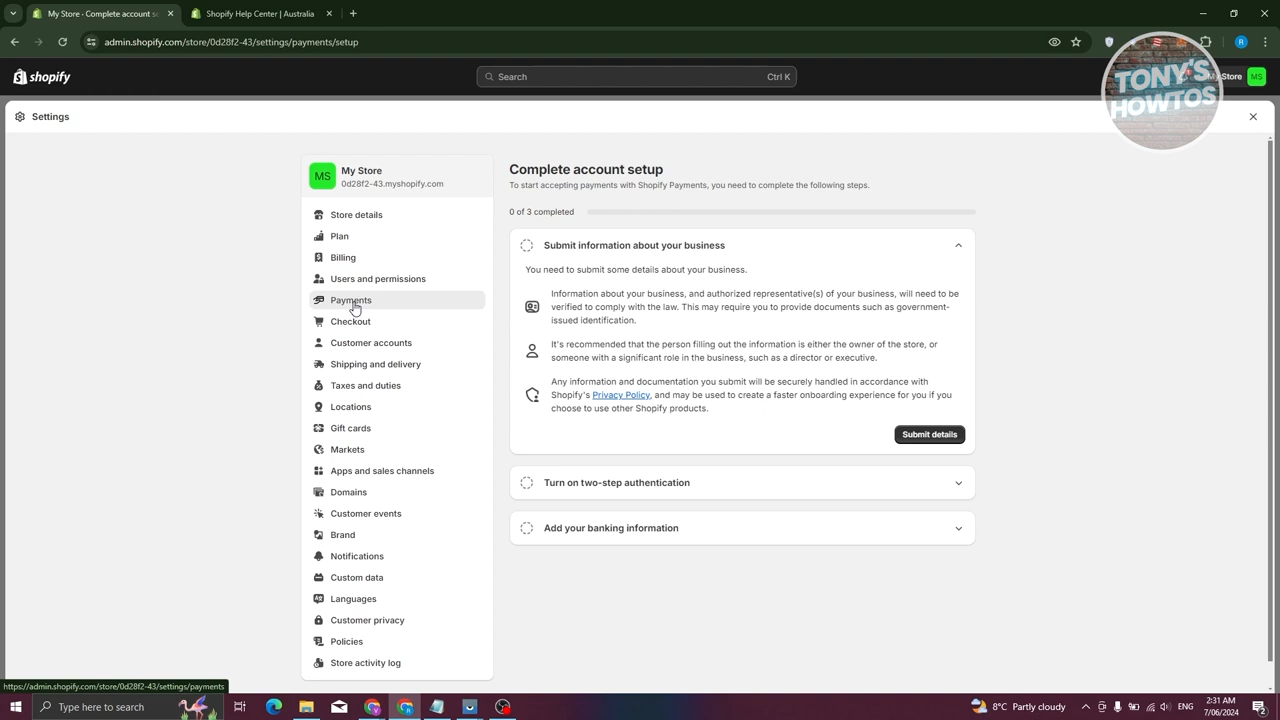 My Store - Complete account se
Shopify Help Center | Australia
admin.shopify.com/store/0d28f2-43/settings/payments/setup
shopify
Search
Ctrl K
My Store
MS
TONY'S
HOWTOS
Settings
MS
My Store
0d28f2-43.myshopify.com
Store details
Plan
Billing
Users and permissions
Payments
Checkout
Customer accounts
Shipping and delivery
Taxes and duties
Locations
Gift cards
Markets
Apps and sales channels
Domains
Customer events
Brand
Notifications
Custom data
Languages
Customer privacy
Policies
Store activity log
Complete account setup
To start accepting payments with Shopify Payments, you need to complete the following steps.
0 of 3 completed
Submit information about your business
You need to submit some details about your business.
Information about your business, and authorized representative(s) of your business, will need to be
verified to comply with the law. This may require you to provide documents such as government-
issued identification.
It's recommended that the person filling out the information is either the owner of the store, or
someone with a significant role in the business, such as a director or executive.
Any information and documentation you submit will be securely handled in accordance with
Shopify's Privacy Policy, and may be used to create a faster onboarding experience for you if you
choose to use other Shopify products.
Submit details
Turn on two-step authentication
Add your banking information
https://admin.shopify.com/store/0d28f2-43/settings/payments
Type here to search
8°C Partly cloudy
ENG
2:31 AM
7/06/2024
2